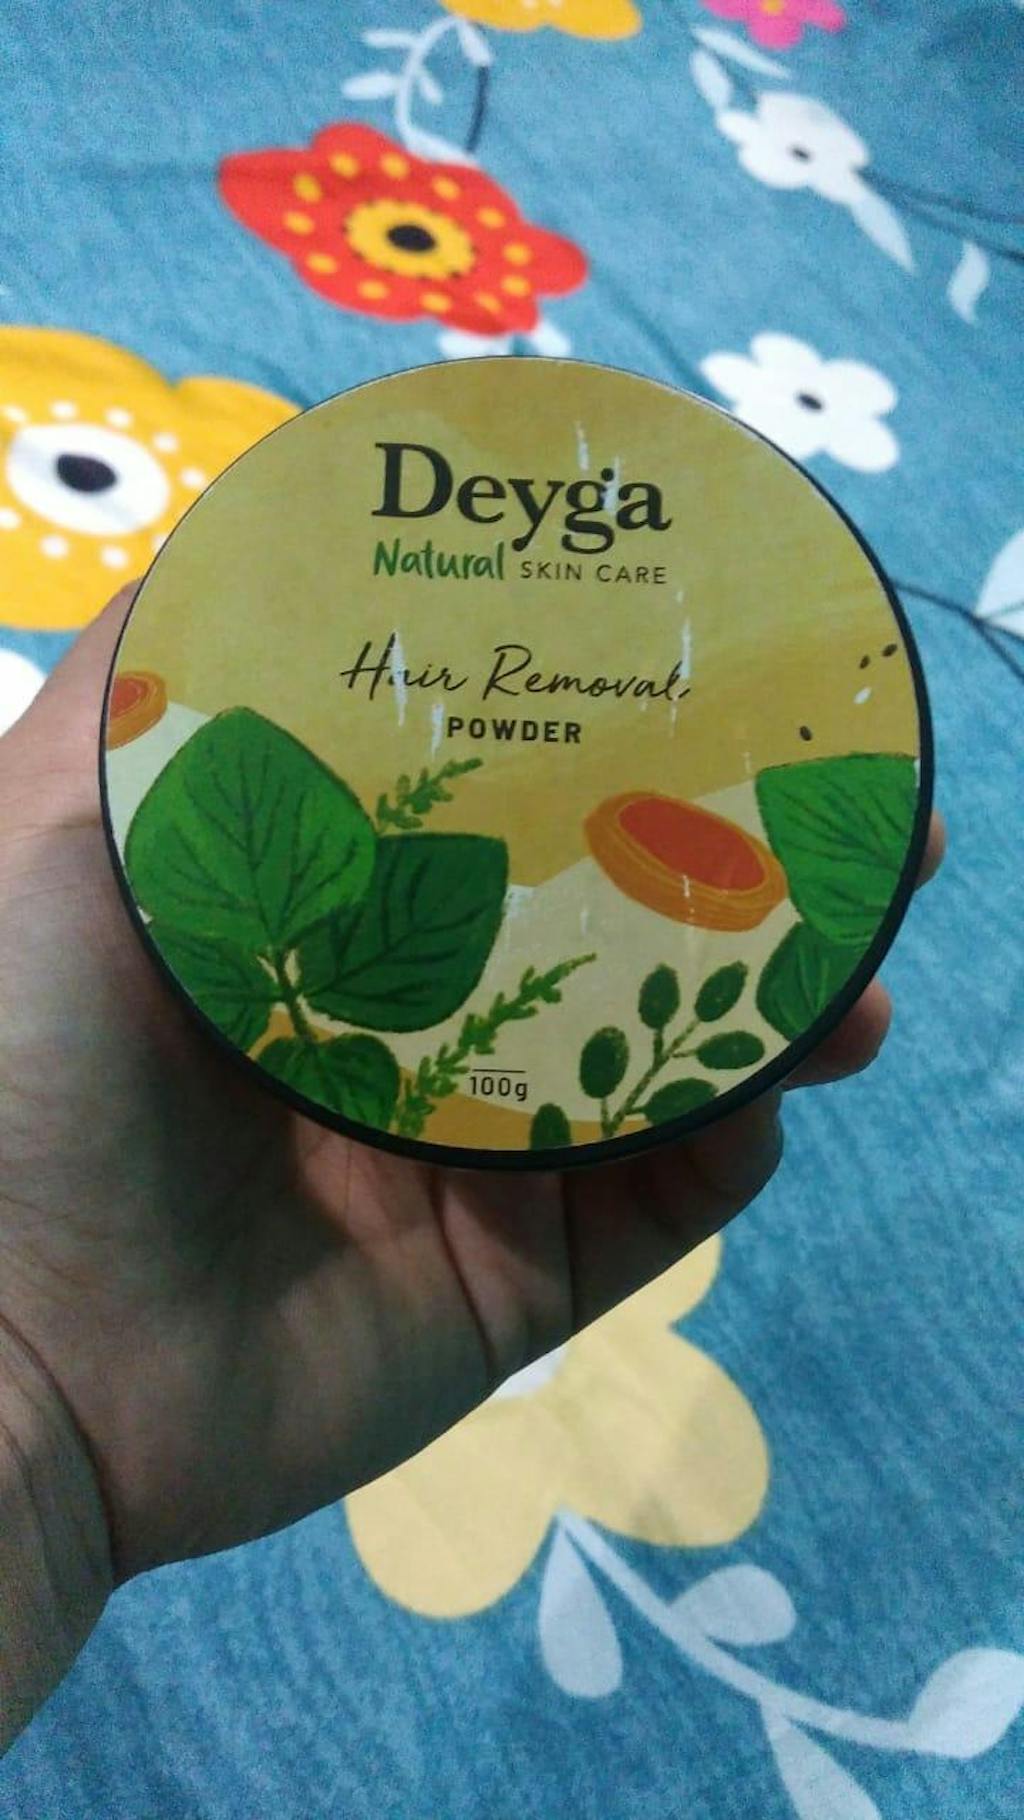 Deyga
Natural SKIN CARE
Hair Removal
POWDER
100g